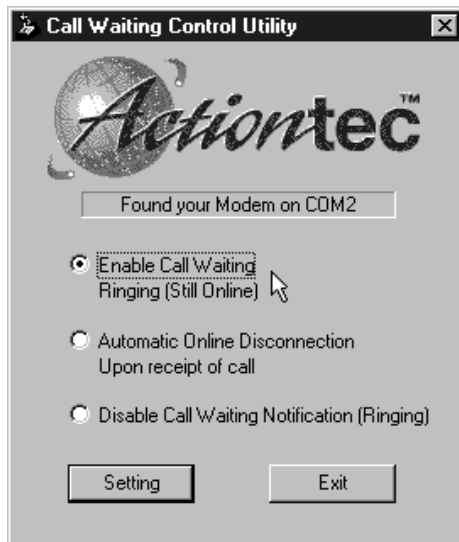 Call Waiting Control Utility
Actiontec™
Found your Modem on COM2
Enable Call Waiting
Ringing (Still Online)
Automatic Online Disconnection
Upon receipt of call
Disable Call Waiting Notification (Ringing)
Setting
Exit